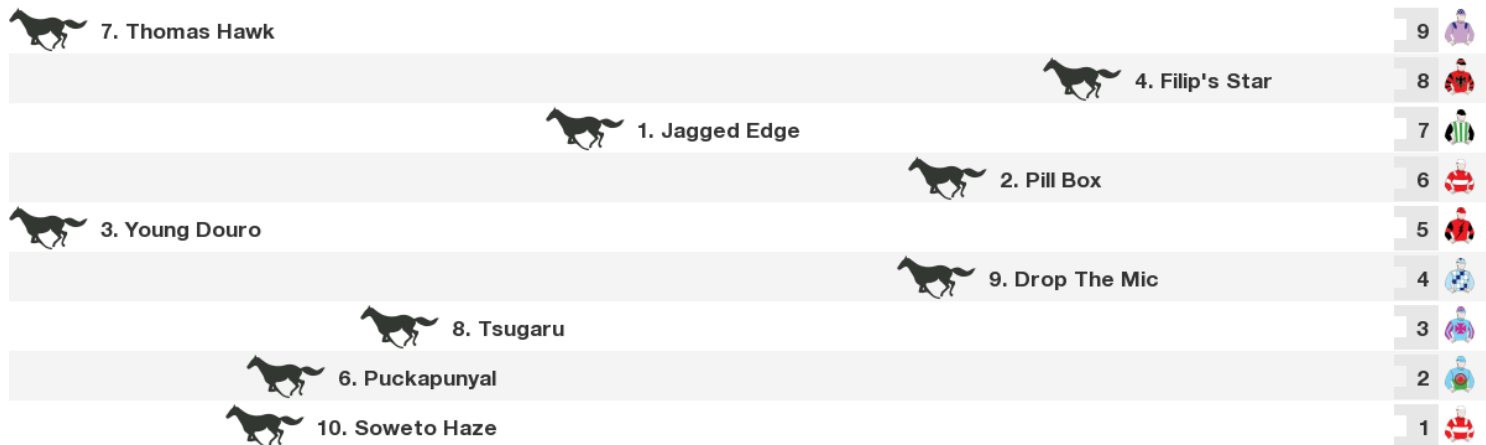 7. Thomas Hawk 9
4. Filip's Star 8
1. Jagged Edge 7
2. Pill Box 6
3. Young Douro 5
9. Drop The Mic 4
8. Tsugaru 3
6. Puckapunyal 2
10. Soweto Haze 1